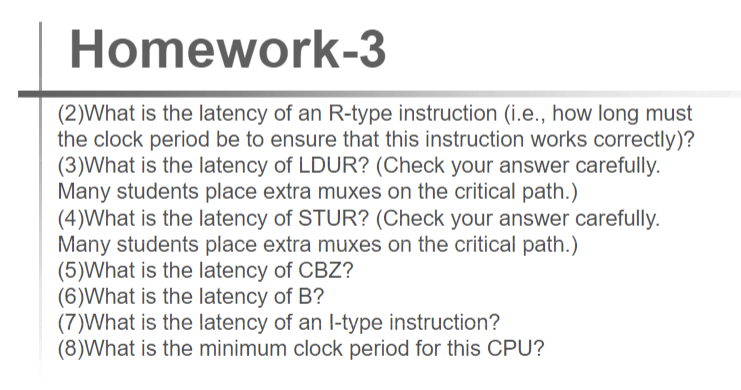 Homework-3
(2)What is the latency of an R-type instruction (i.e., how long must
the clock period be to ensure that this instruction works correctly)?
(3)What is the latency of LDUR? (Check your answer carefully.
Many students place extra muxes on the critical path.)
(4)What is the latency of STUR? (Check your answer carefully.
Many students place extra muxes on the critical path.)
(5)What is the latency of CBZ?
(6)What is the latency of B?
(7)What is the latency of an I-type instruction?
(8)What is the minimum clock period for this CPU?